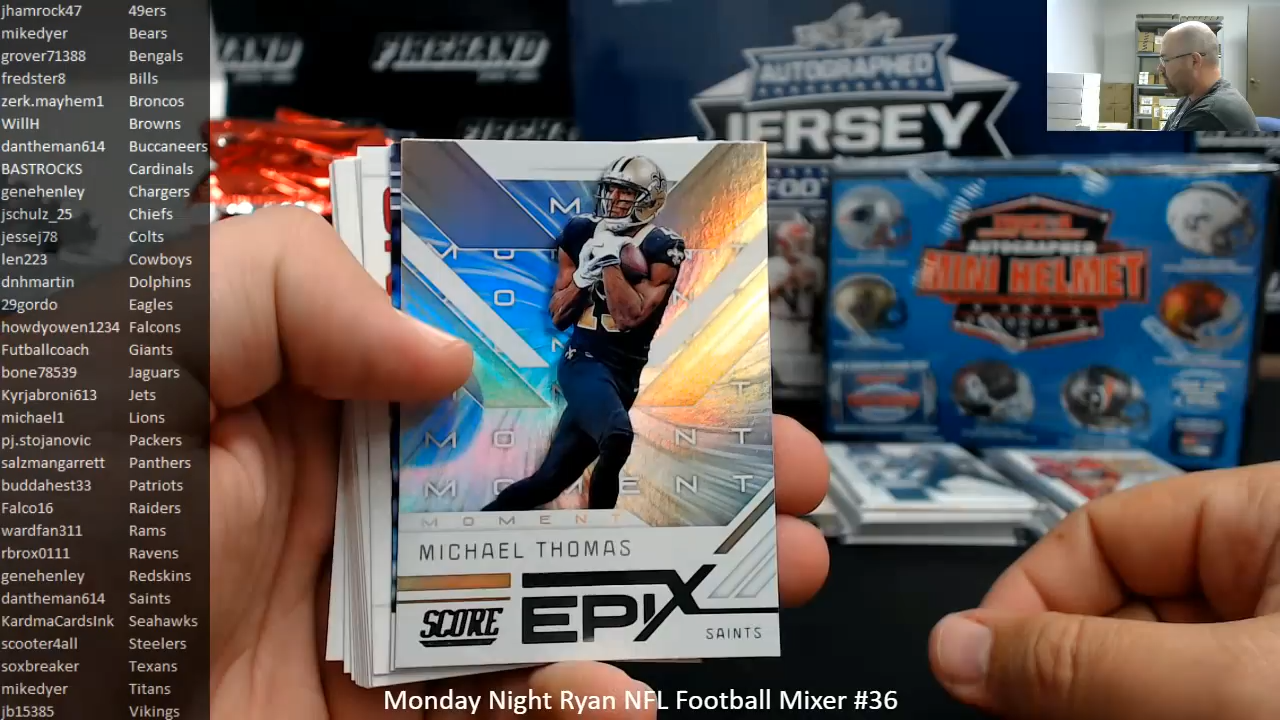 jhamrock47 49ers
mikedyer Bears
grover71388 Bengals
fredster8 Bills
zerk.mayhem1 Broncos
WillH Browns
dantheman614 Buccaneers
BASTROCKS Cardinals
genehenley Chargers
jschulz_25 Chiefs
jessej78 Colts
len223 Cowboys
dnhmartin Dolphins
29gordo Eagles
howdyowen1234 Falcons
Futballcoach Giants
bone78539 Jaguars
Kyrjabroni613 Jets
michael1 Lions
pj.stojanovic Packers
salzmangarrett Panthers
buddahest33 Patriots
Falco16 Raiders
wardfan311 Rams
rbrox0111 Ravens
genehenley Redskins
dantheman614 Saints
KardmaCardsInk Seahawks
scooter4all Steelers
soxbreaker Texans
mikedyer Titans
jb15385 Vikings
FIREHAND
AUTOGRAPHED
JERSEY
AUTOGRAPHED
MINI HELMET
MOMENT
MOMENT
MICHAEL THOMAS
SCORE
EPIX
SAINTS
Monday Night Ryan NFL Football Mixer #36